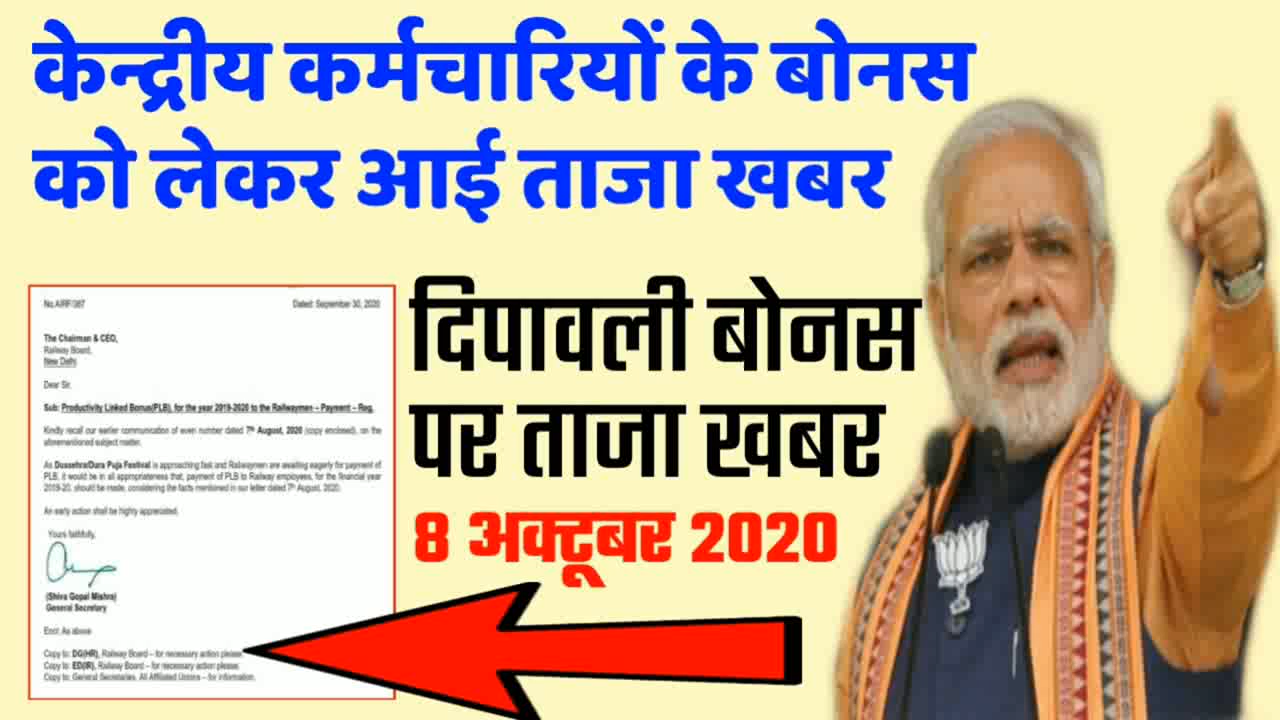 केन्द्रीय कर्मचारियों के बोनस
को लेकर आई ताजा खबर
No.AIRF/387 Dated: September 30, 2020
The Chairman & CEO,
Railway Board,
New Delhi
Dear Sir,
Sub: Productivity Linked Bonus(PLB), for the year 2019-2020 to the Railwaymen – Payment – Reg.
Kindly recall our earlier communication of even number dated 7th August, 2020 (copy enclosed), on the
aforementioned subject matter.
As Dussehra/Dura Puja Festival is approaching fast and Railwaymen are awaiting eagerly for payment of
PLB, it would be in all appropriateness that, payment of PLB to Railway employees, for the financial year
2019-20, should be made, considering the facts mentioned in our letter dated 7th August, 2020.
An early action shall be highly appreciated.
Yours faithfully,
(Shiva Gopal Mishra)
General Secretary
Encl: As above
Copy to: DG(HR), Railway Board – for necessary action please.
Copy to: ED(IR), Railway Board – for necessary action please.
Copy to: General Secretaries, All Affiliated Unions – for information.
दिपावली बोनस
पर ताजा खबर
8 अक्टूबर 2020